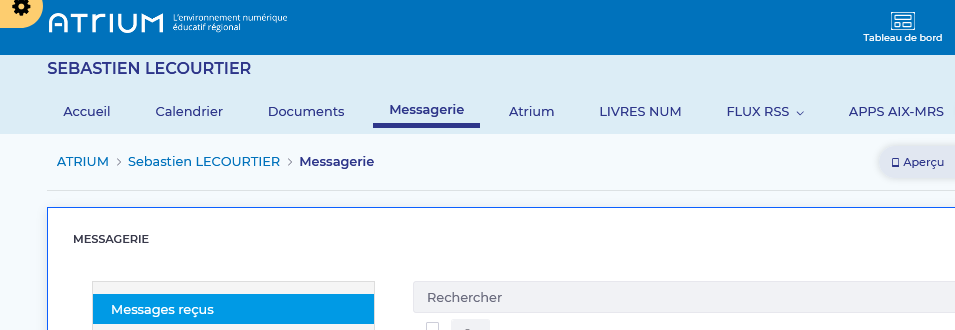 ATRIUM L'environnement numérique
éducatif régional
Tableau de bord
SEBASTIEN LECOURTIER
Accueil Calendrier Documents Messagerie Atrium LIVRES NUM FLUX RSS APPS AIX-MRS
ATRIUM > Sebastien LECOURTIER > Messagerie
Aperçu
MESSAGERIE
Messages reçus
Rechercher